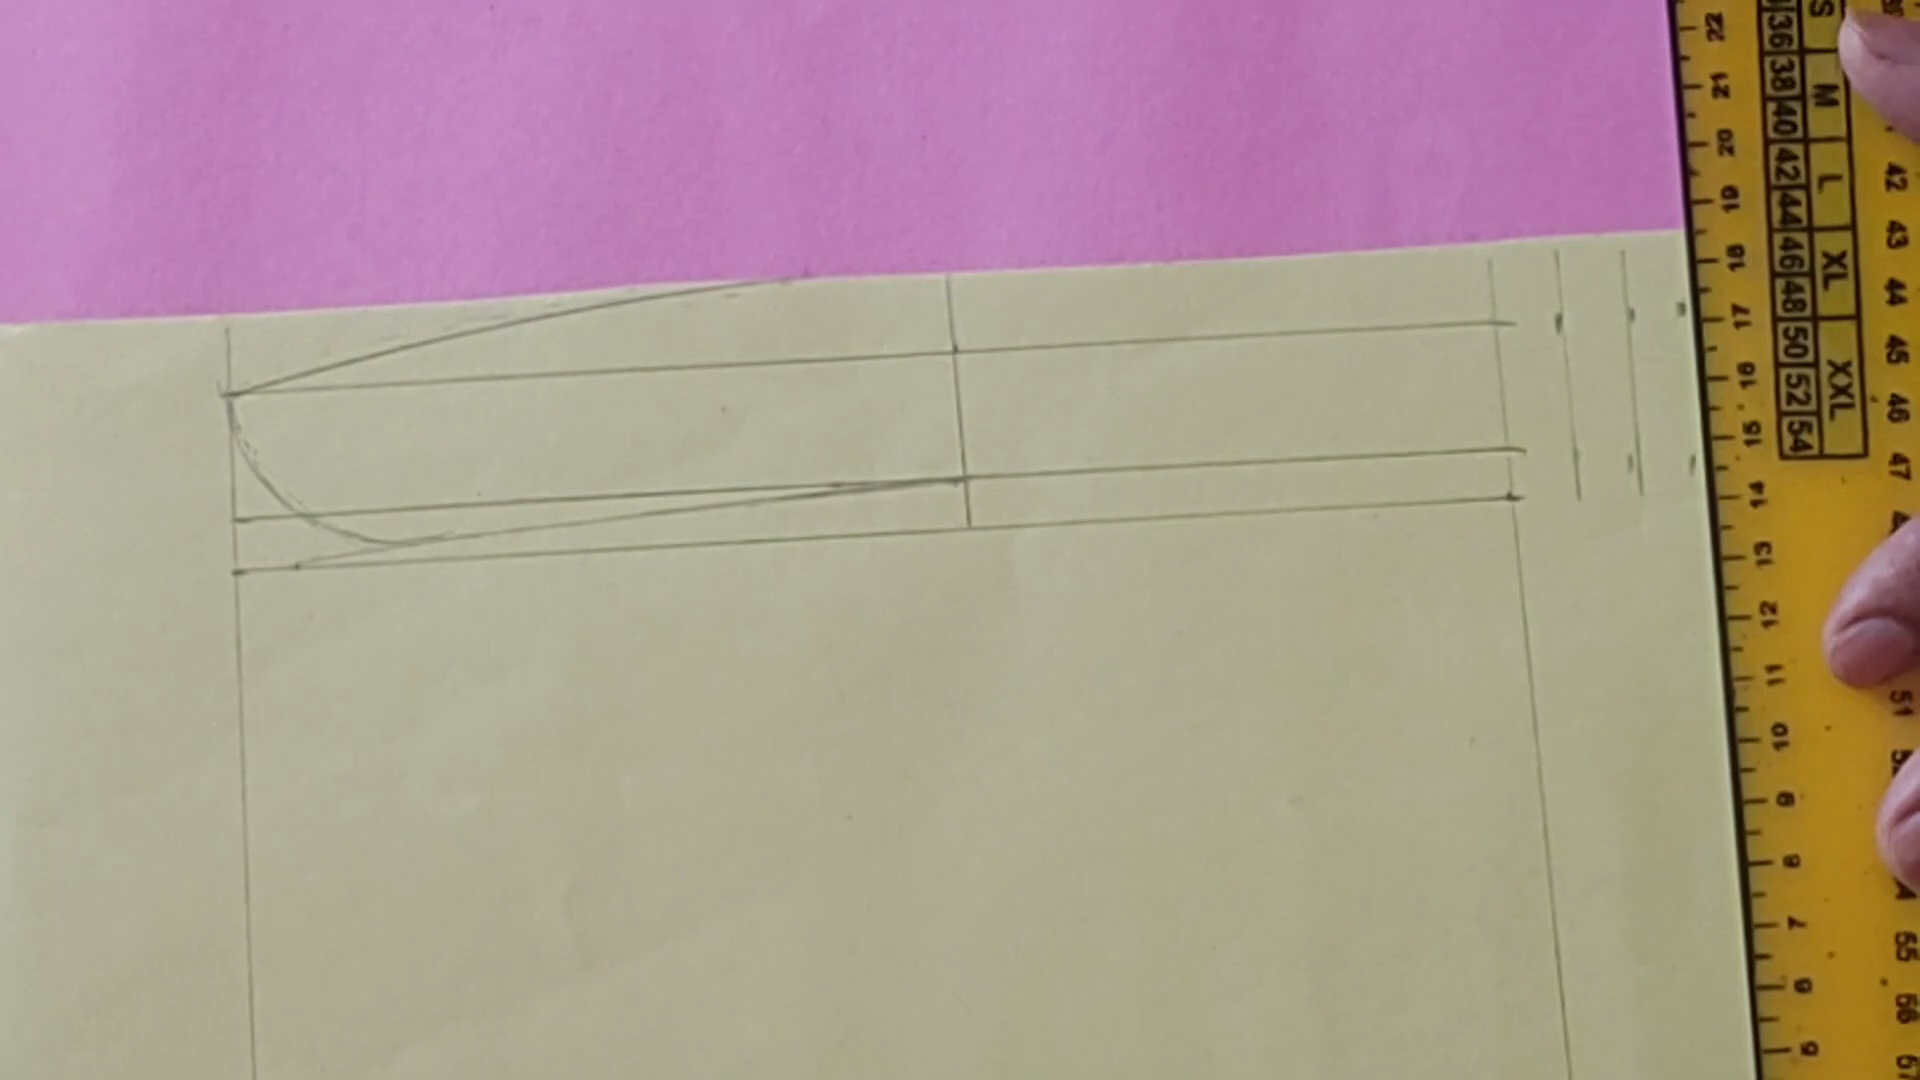 22 21 20 19 18 17 16 15 14 13 12 11 10 9 8 7 6 5
36 38 40 42 44 46 48 50 52 54
S M L XL XXL
42 43 44 45 46 47 51 55 56 57